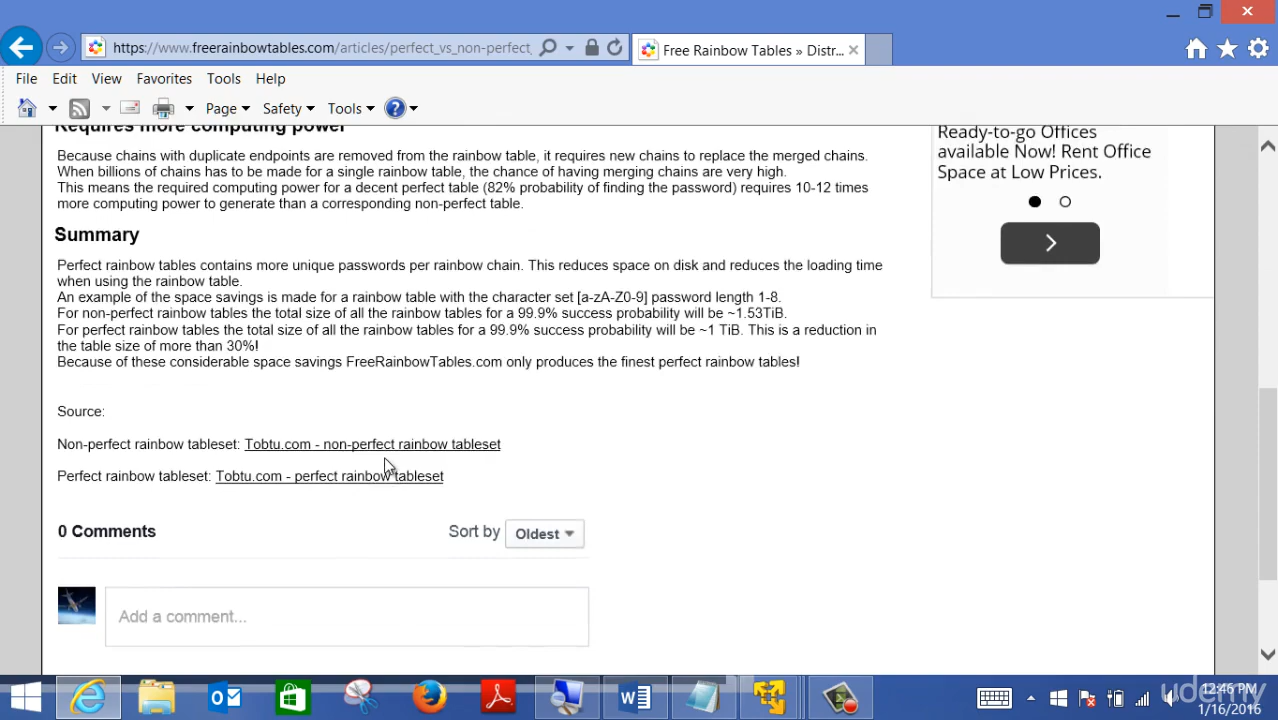 https://www.freerainbowtables.com/articles/perfect_vs_non-perfect_
Free Rainbow Tables » Distr...
File Edit View Favorites Tools Help
Page Safety Tools
Requires more computing power
Because chains with duplicate endpoints are removed from the rainbow table, it requires new chains to replace the merged chains.
When billions of chains has to be made for a single rainbow table, the chance of having merging chains are very high.
This means the required computing power for a decent perfect table (82% probability of finding the password) requires 10-12 times
more computing power to generate than a corresponding non-perfect table.
Summary
Perfect rainbow tables contains more unique passwords per rainbow chain. This reduces space on disk and reduces the loading time
when using the rainbow table.
An example of the space savings is made for a rainbow table with the character set [a-zA-Z0-9] password length 1-8.
For non-perfect rainbow tables the total size of all the rainbow tables for a 99.9% success probability will be ~1.53TiB.
For perfect rainbow tables the total size of all the rainbow tables for a 99.9% success probability will be ~1 TiB. This is a reduction in
the table size of more than 30%!
Because of these considerable space savings FreeRainbowTables.com only produces the finest perfect rainbow tables!
Source:
Non-perfect rainbow tableset: Tobtu.com - non-perfect rainbow tableset
Perfect rainbow tableset: Tobtu.com - perfect rainbow tableset
0 Comments
Sort by Oldest
Add a comment...
Ready-to-go Offices
available Now! Rent Office
Space at Low Prices.
12:46 PM
1/16/2016
udemy